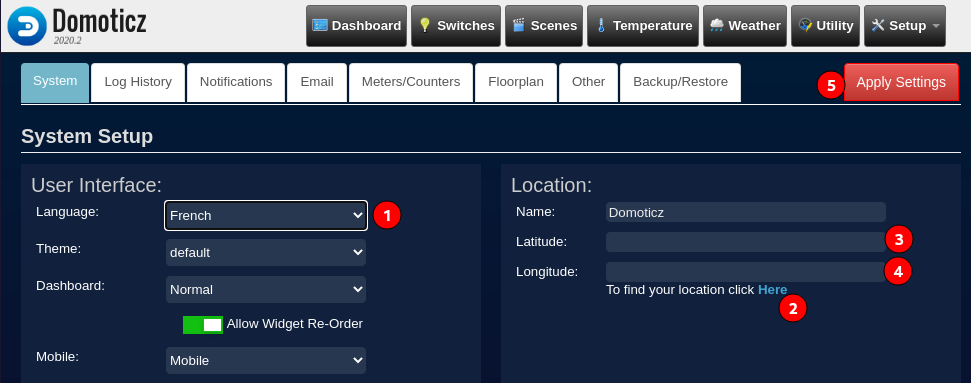 Domoticz
2020.2
Dashboard Switches Scenes Temperature Weather Utility Setup
System Log History Notifications Email Meters/Counters Floorplan Other Backup/Restore 5 Apply Settings
System Setup
User Interface:
Language: French 1
Theme: default
Dashboard: Normal
Allow Widget Re-Order
Mobile: Mobile
Location:
Name: Domoticz
Latitude: 3
Longitude: 4
To find your location click Here
2